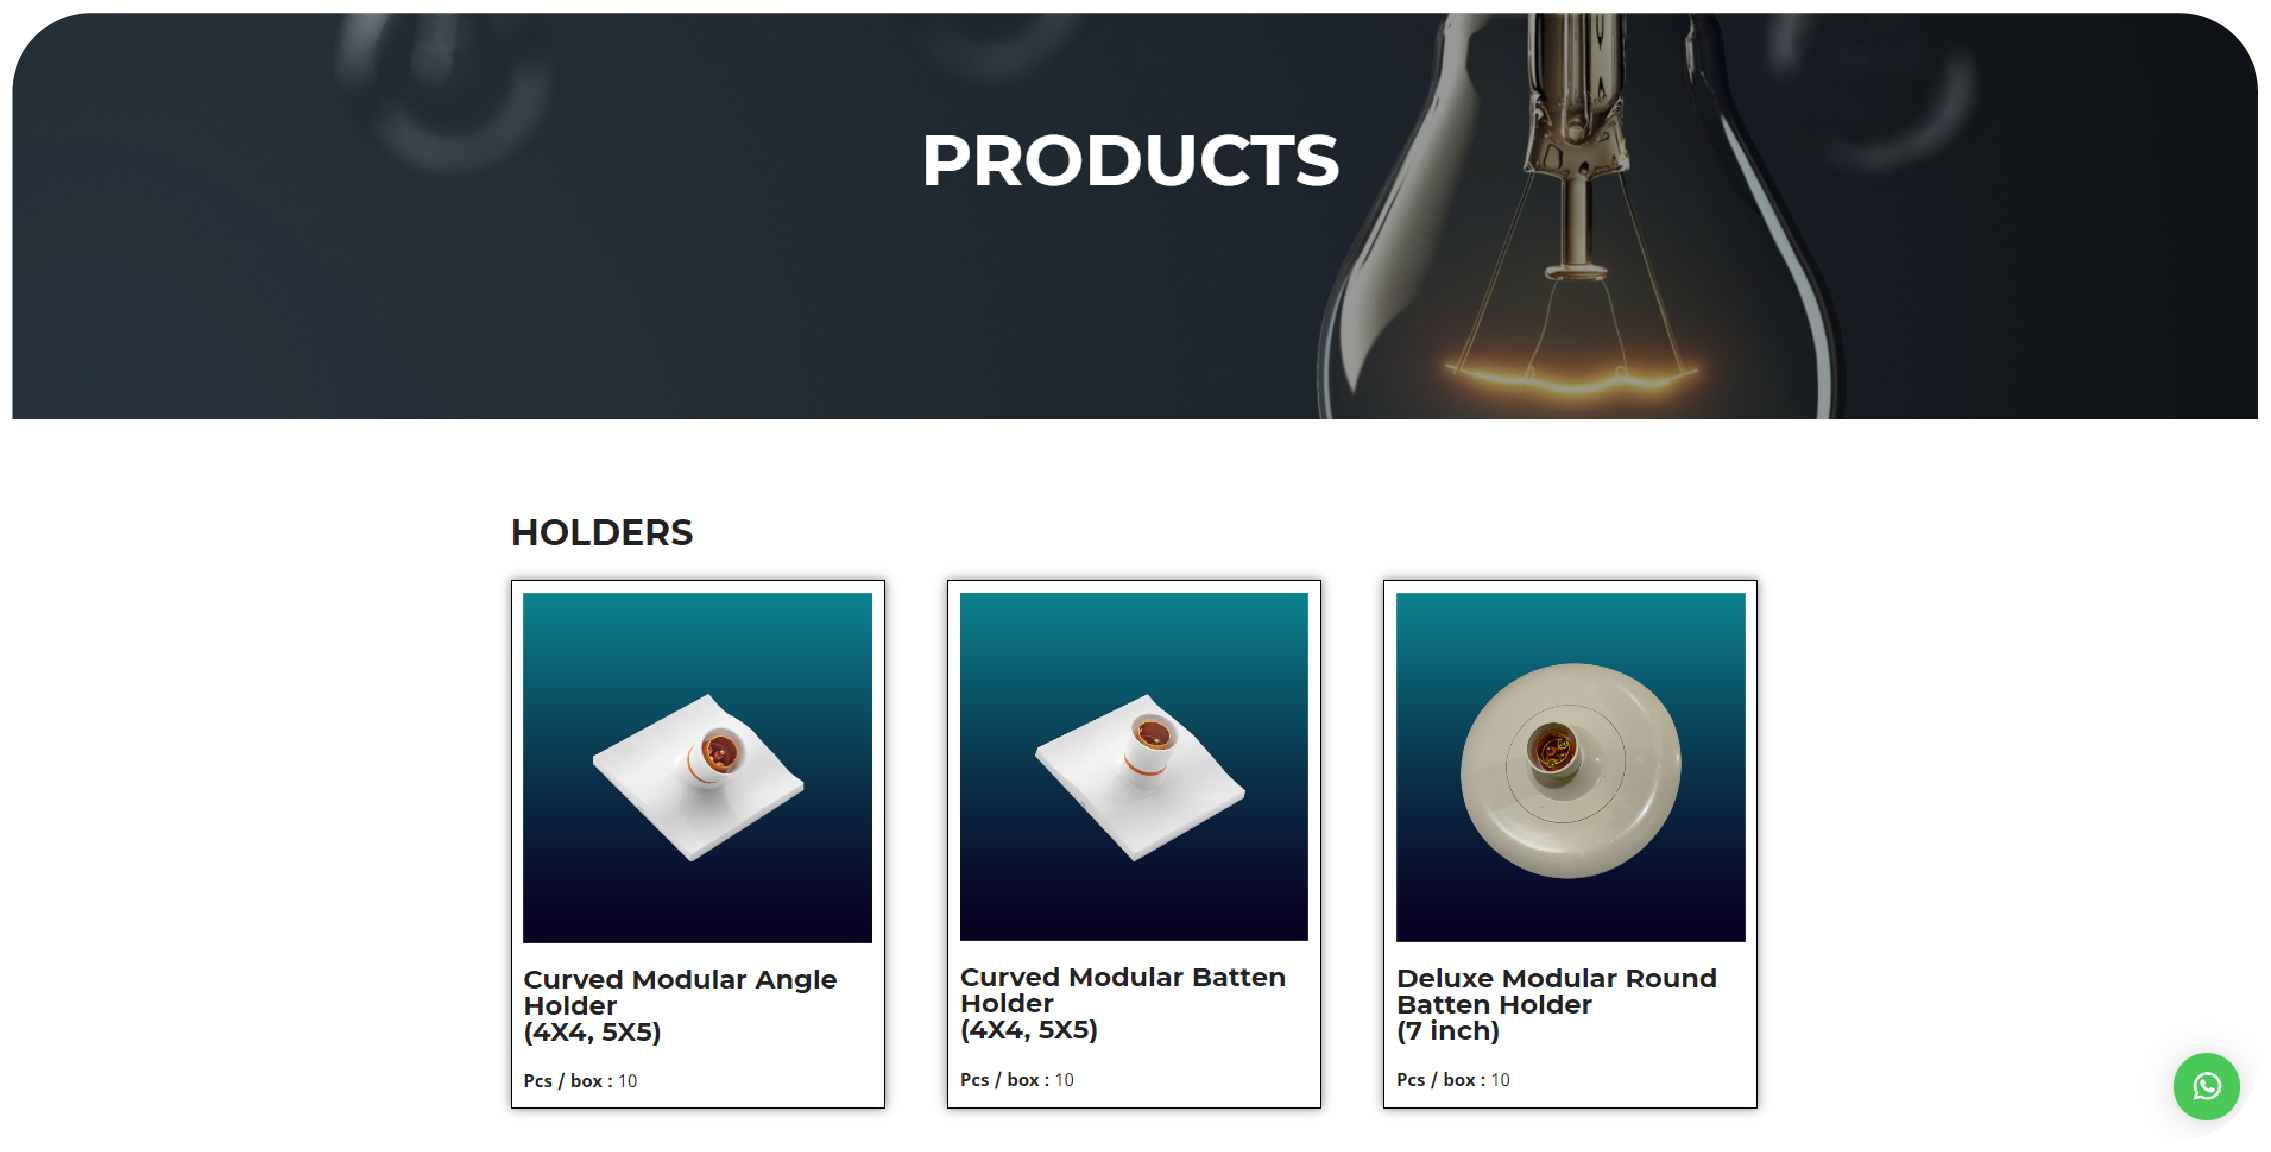 PRODUCTS
HOLDERS
Curved Modular Angle
Holder
(4X4, 5X5)
Pcs / box : 10
Curved Modular Batten
Holder
(4X4, 5X5)
Pcs / box : 10
Deluxe Modular Round
Batten Holder
(7 inch)
Pcs / box : 10